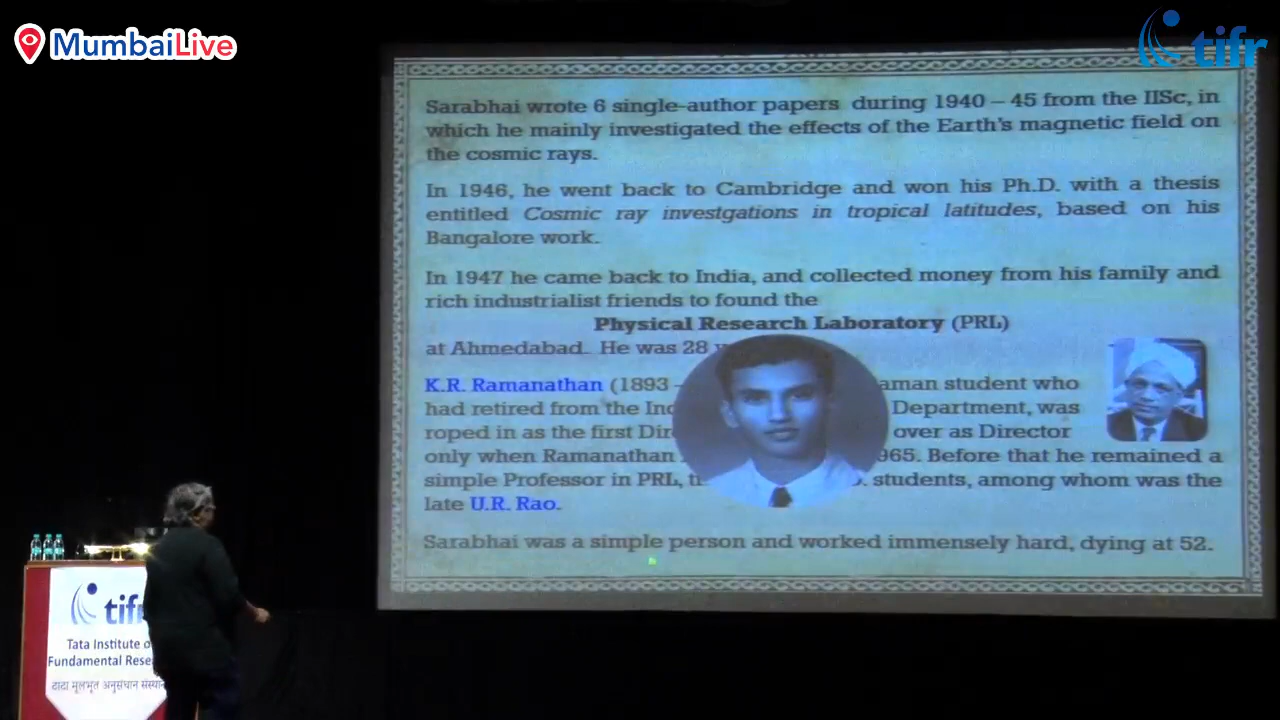 MumbaiLive
tifr
Sarabhai wrote 6 single-author papers during 1940 – 45 from the IISc, in
which he mainly investigated the effects of the Earth's magnetic field on
the cosmic rays.
In 1946, he went back to Cambridge and won his Ph.D. with a thesis
entitled Cosmic ray investgations in tropical latitudes, based on his
Bangalore work.
In 1947 he came back to India, and collected money from his family and
rich industrialist friends to found the
Physical Research Laboratory (PRL)
at Ahmedabad. He was 28
K.R. Ramanathan (1893 – aman student who
had retired from the Department, was
roped in as the first over as Director
only when Ramanathan 965. Before that he remained a
simple Professor in PRL, students, among whom was the
late U.R. Rao.
Sarabhai was a simple person and worked immensely hard, dying at 52.
tifr
Tata Institute
Fundamental
टाटा मूलभूत अनुसंधान संस्थान